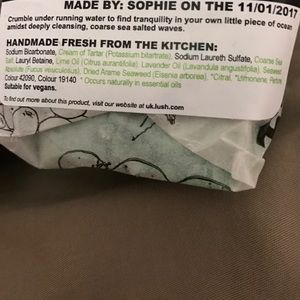 MADE BY: SOPHIE ON THE 11/01/2017
Crumble under running water to find tranquility in your own little piece of ocean
amidst deeply cleansing, coarse sea salted waves.
HANDMADE FRESH FROM THE KITCHEN:
Sodium Bicarbonate, Cream of Tartar (Potassium bitartrate), Sodium Laureth Sulfate, Coarse Sea
Salt, Lauryl Betaine, Lime Oil (Citrus aurantifolia), Lavender Oil (Lavandula angustifolia), Seaweed
Absolute (Fucus vesiculosus), Dried Arame Seaweed (Eisenia arborea), *Citral, *Limonene, Perfume,
Colour 42090, Colour 19140 * Occurs naturally in essential oils
Suitable for vegans.
To find out more about this product, visit our website at uk.lush.com